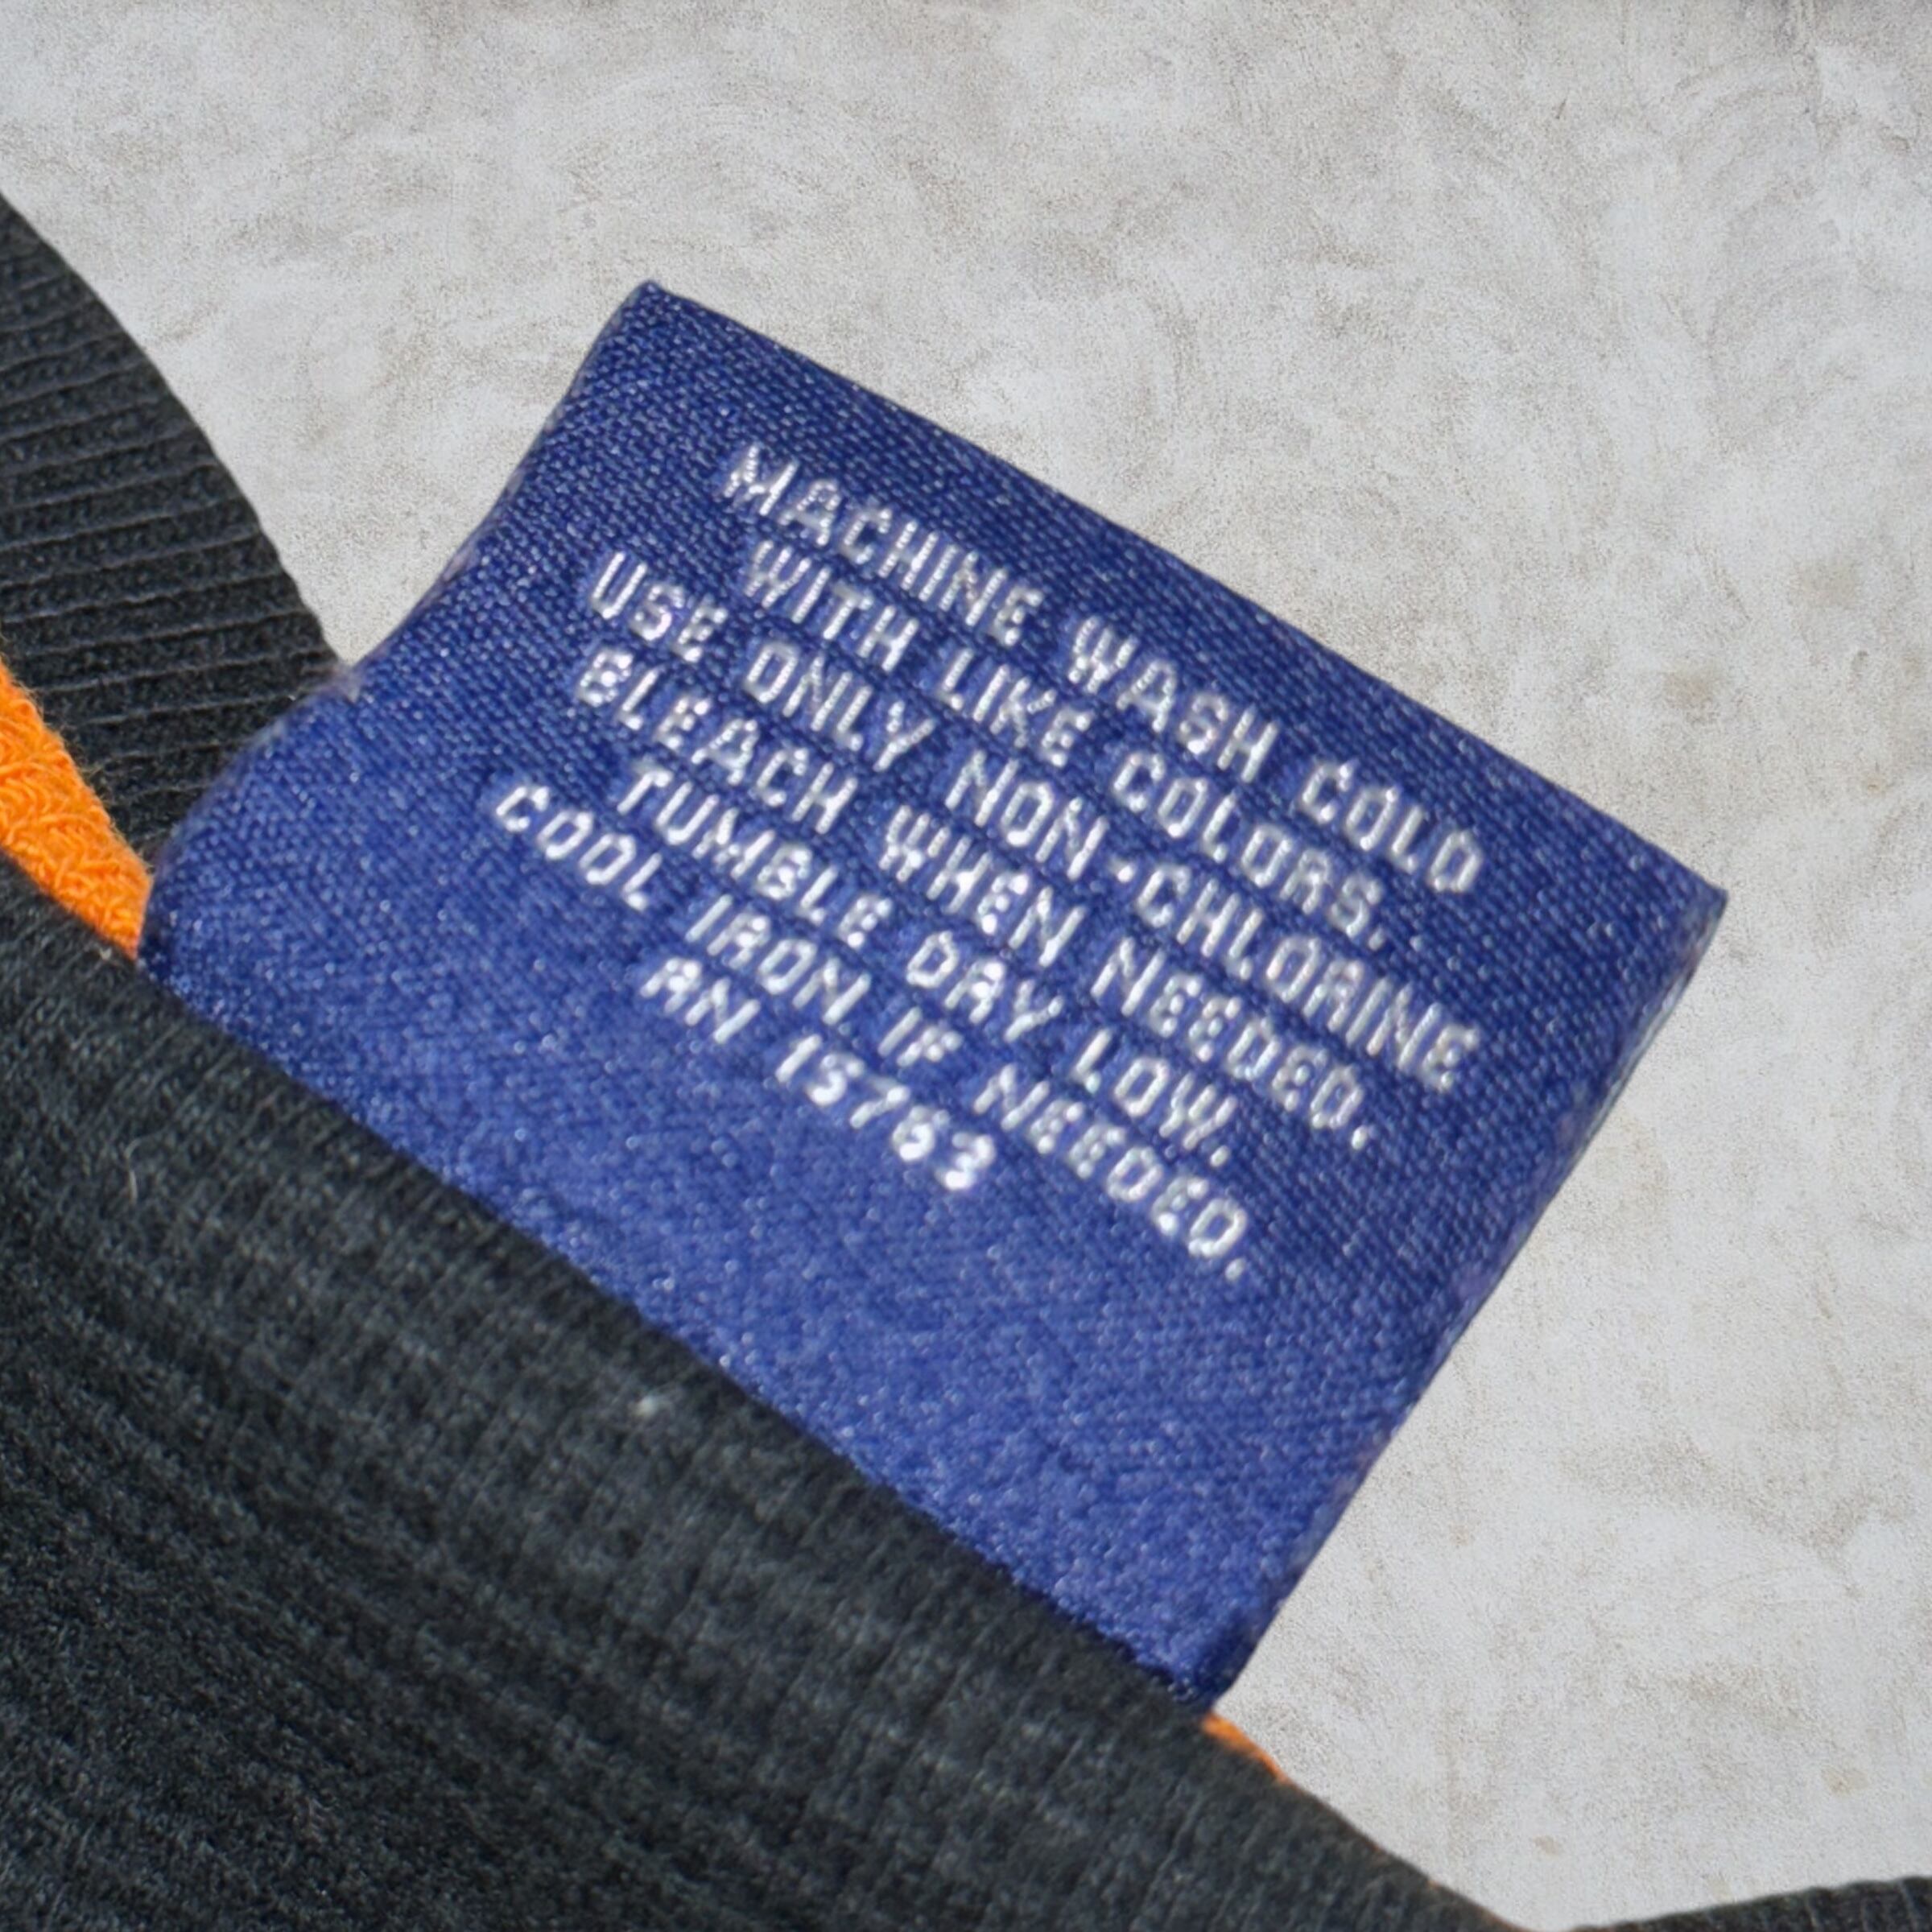 MACHINE WASH COLD
WITH LIKE COLORS.
USE ONLY NON-CHLORINE
BLEACH WHEN NEEDED.
TUMBLE DRY LOW.
COOL IRON IF NEEDED.
RN 15763